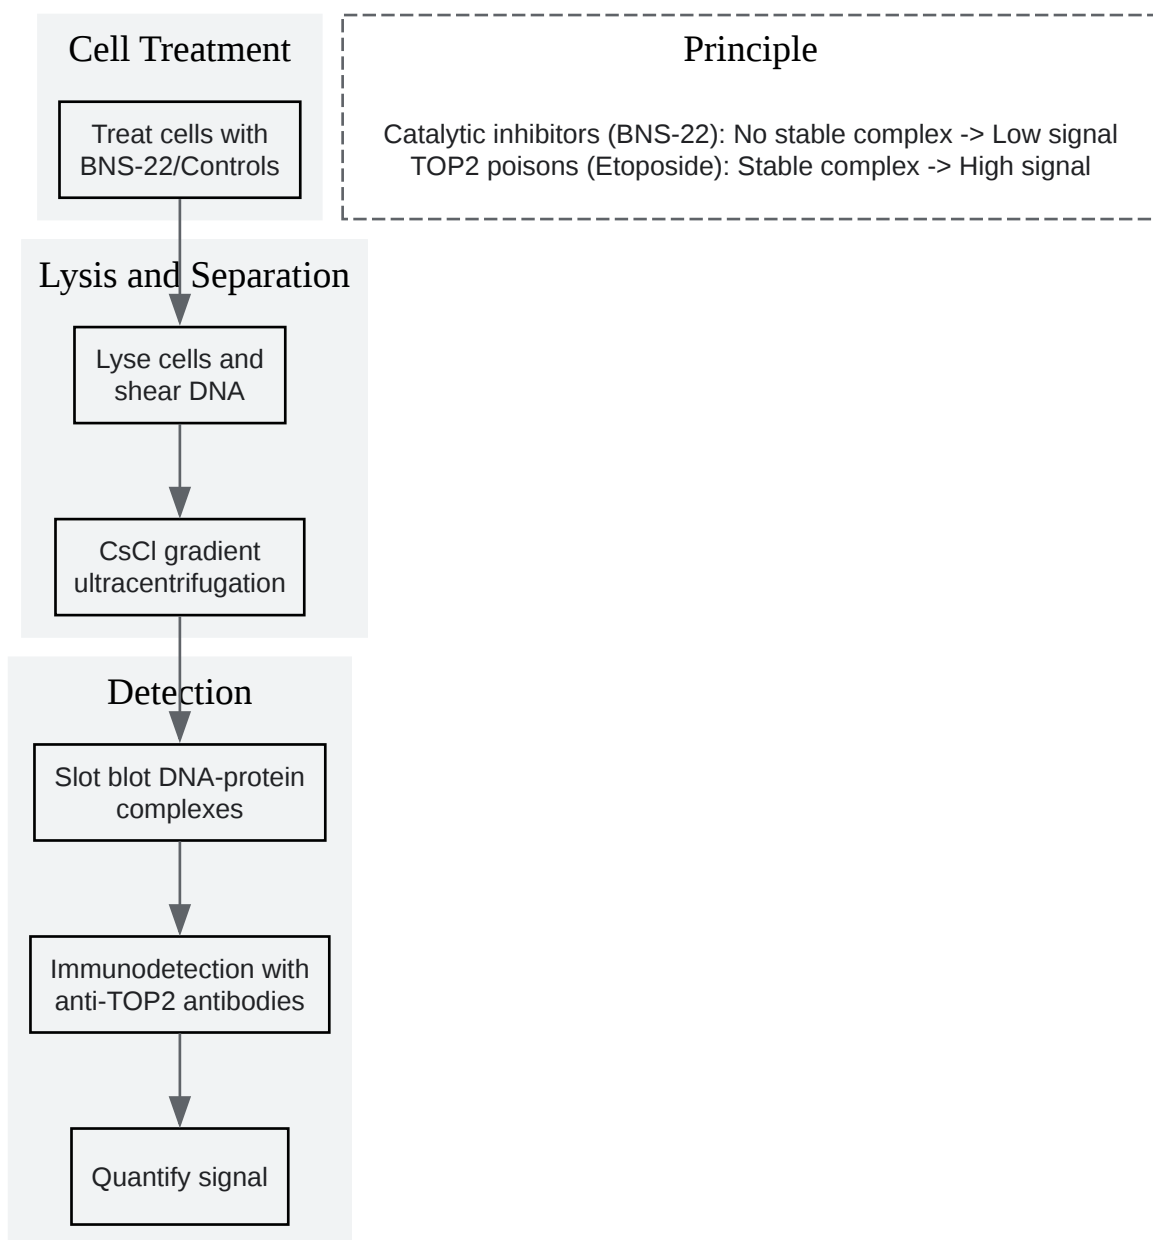 Cell Treatment
Treat cells with
BNS-22/Controls
Principle
Catalytic inhibitors (BNS-22): No stable complex -> Low signal
TOP2 poisons (Etoposide): Stable complex -> High signal
Lysis and Separation
Lyse cells and
shear DNA
CsCl gradient
ultracentrifugation
Detection
Slot blot DNA-protein
complexes
Immunodetection with
anti-TOP2 antibodies
Quantify signal